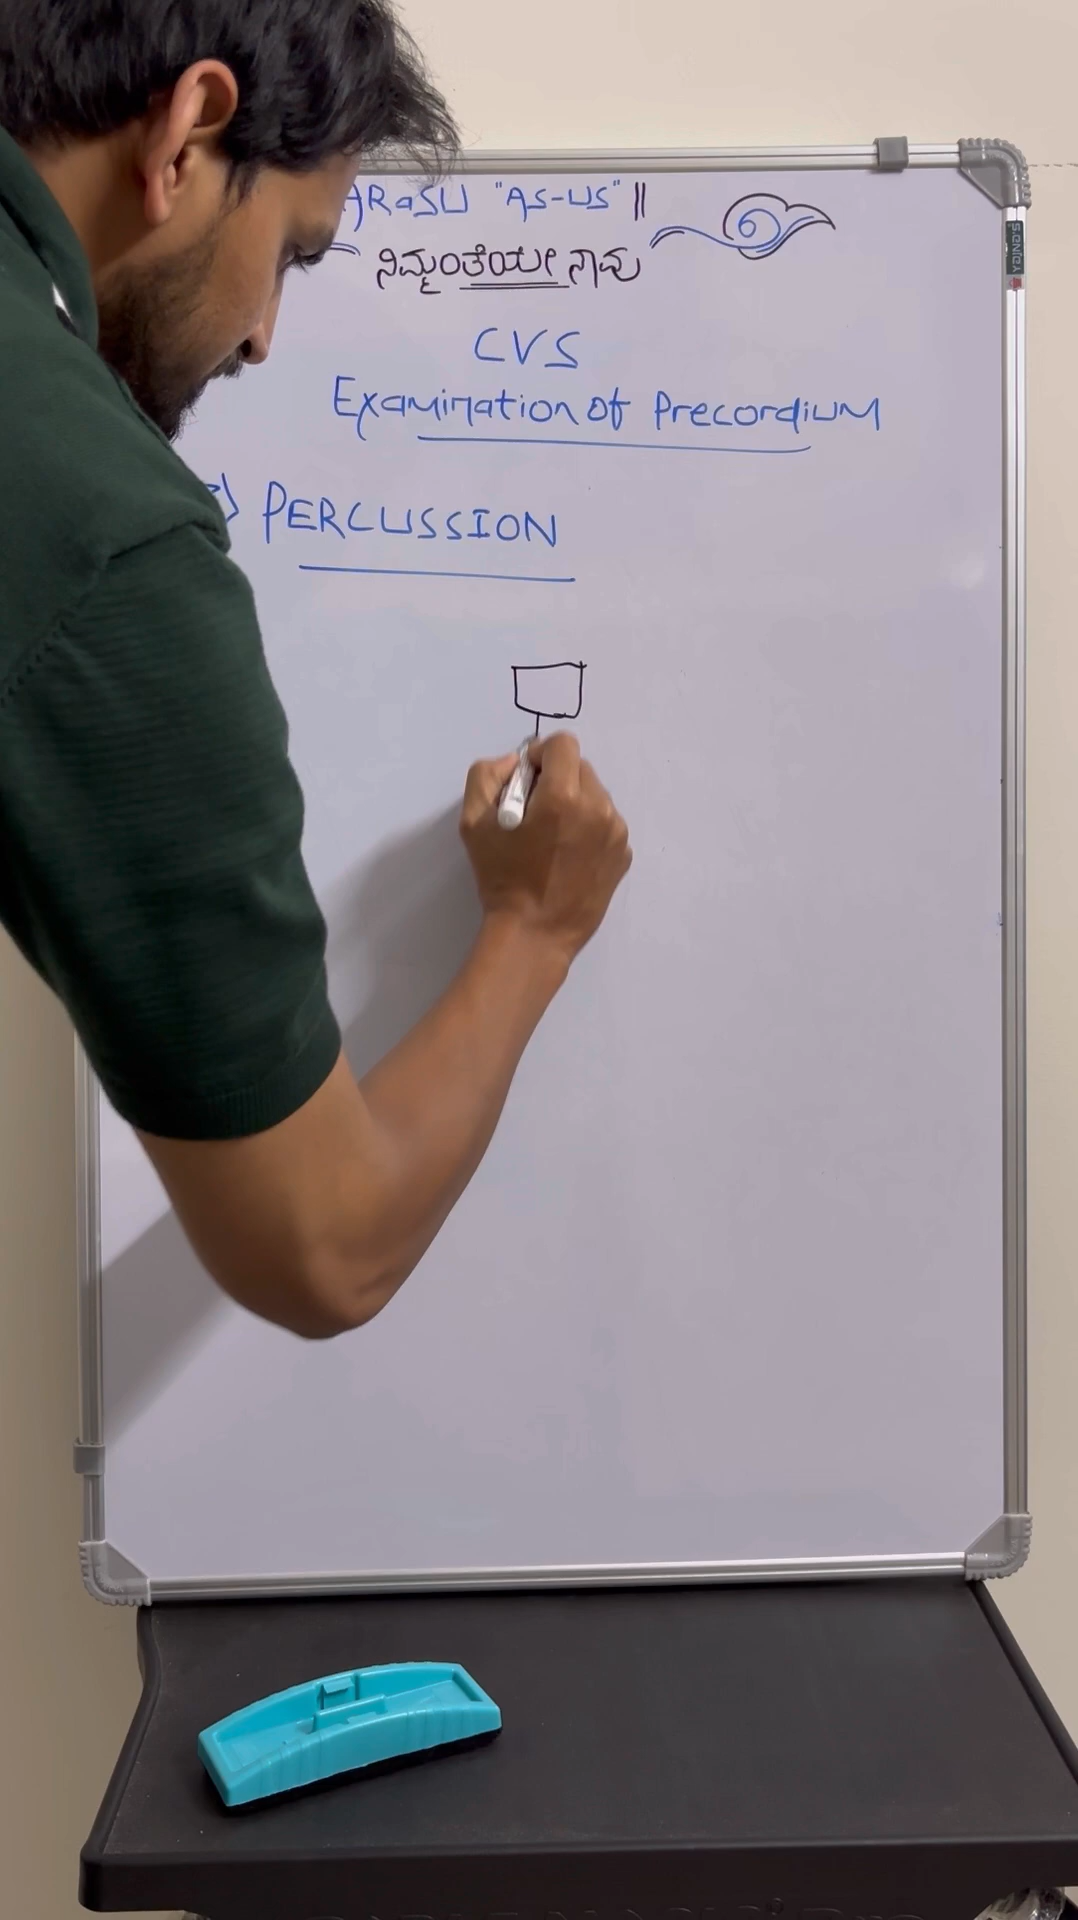 ARaSU "AS-US" ||
ನಿಮ್ಮಂತೆಯೇ ನಾವು
CVS
Examination of Precordium
PERCUSSION